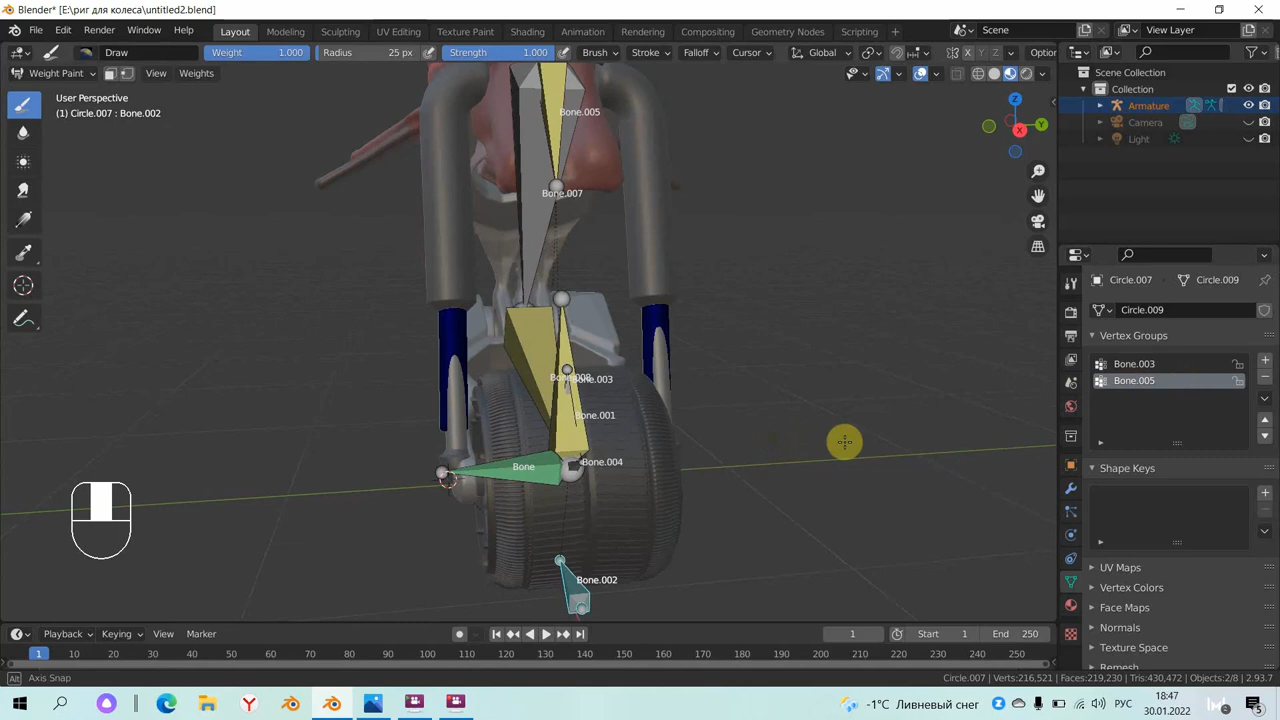 Blender* [E:\риг для колеса\untitled2.blend]
File Edit Render Window Help Layout Modeling Sculpting UV Editing Texture Paint Shading Animation Rendering Compositing Geometry Nodes Scripting Scene View Layer
Draw Weight 1.000 Radius 25 px Strength 1.000 Brush Stroke Falloff Cursor Global X Y Z Option
Weight Paint View Weights
User Perspective
(1) Circle.007 : Bone.002
Scene Collection
Collection
Armature
Camera
Light
X
Y
Z
Bone.005
Bone.007
Bone.003
Bone.001
Bone.004
Bone
Bone.002
Circle.007 Circle.009
Circle.009
Vertex Groups
Bone.003
Bone.005
Shape Keys
UV Maps
Vertex Colors
Face Maps
Normals
Texture Space
Remesh
Playback Keying View Marker 1 Start 1 End 250
1 10 20 30 40 50 60 70 80 90 100 110 120 130 140 150 160 170 180 190 200 210 220 230 240 250
Alt Axis Snap Circle.007 | Verts:216,521 | Faces:219,230 | Tris:430,472 | Objects:2/8 | 2.93.7
-1°C Ливневый снег РУС 18:47
30.01.2022 5